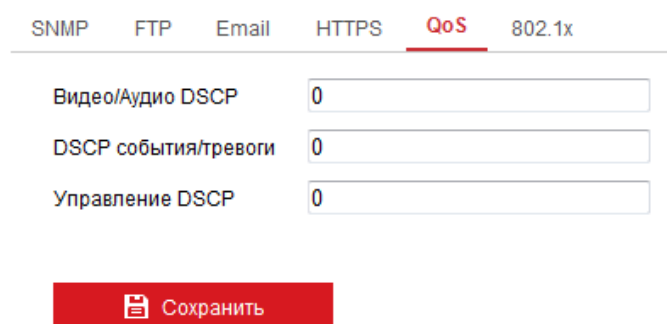 SNMP FTP Email HTTPS QoS 802.1x
Видео/Аудио DSCP 0
DSCP события/тревоги 0
Управление DSCP 0
Сохранить